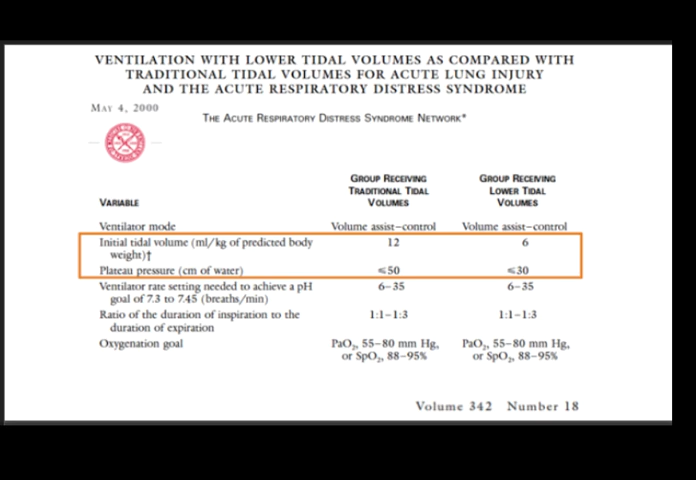 VENTILATION WITH LOWER TIDAL VOLUMES AS COMPARED WITH
TRADITIONAL TIDAL VOLUMES FOR ACUTE LUNG INJURY
AND THE ACUTE RESPIRATORY DISTRESS SYNDROME
MAY 4, 2000
THE ACUTE RESPIRATORY DISTRESS SYNDROME NETWORK*
VARIABLE GROUP RECEIVING TRADITIONAL TIDAL VOLUMES GROUP RECEIVING LOWER TIDAL VOLUMES
Ventilator mode Volume assist–control Volume assist–control
Initial tidal volume (ml/kg of predicted body 12 6
weight)†
Plateau pressure (cm of water) ≤50 ≤30
Ventilator rate setting needed to achieve a pH 6–35 6–35
goal of 7.3 to 7.45 (breaths/min)
Ratio of the duration of inspiration to the 1:1–1:3 1:1–1:3
duration of expiration
Oxygenation goal PaO₂, 55–80 mm Hg, PaO₂, 55–80 mm Hg,
or SpO₂, 88–95% or SpO₂, 88–95%
Volume 342 Number 18